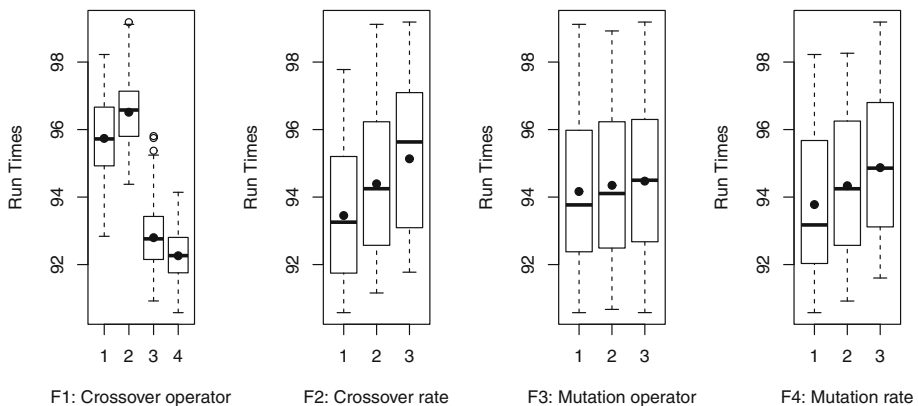 98
96
94
92
Run Times
1 2 3 4
F1: Crossover operator
98
96
94
92
Run Times
1 2 3
F2: Crossover rate
98
96
94
92
Run Times
1 2 3
F3: Mutation operator
98
96
94
92
Run Times
1 2 3
F4: Mutation rate